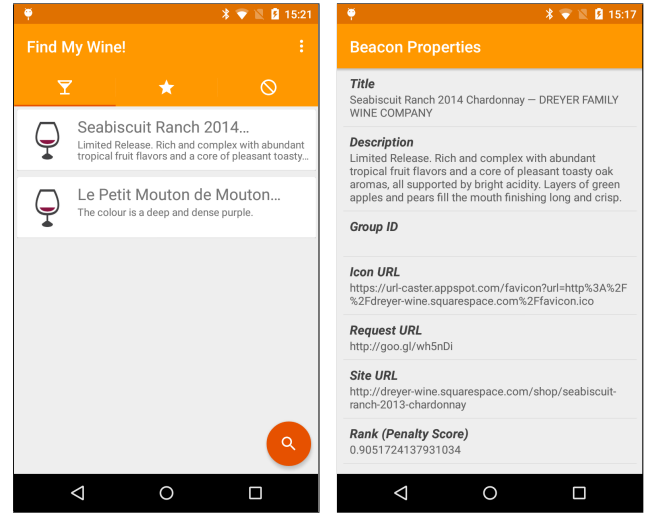 15:21
Find My Wine!
Seabiscuit Ranch 2014...
Limited Release. Rich and complex with abundant
tropical fruit flavors and a core of pleasant toasty...
Le Petit Mouton de Mouton...
The colour is a deep and dense purple.
15:17
Beacon Properties
Title
Seabiscuit Ranch 2014 Chardonnay — DREYER FAMILY
WINE COMPANY
Description
Limited Release. Rich and complex with abundant
tropical fruit flavors and a core of pleasant toasty oak
aromas, all supported by bright acidity. Layers of green
apples and pears fill the mouth finishing long and crisp.
Group ID
Icon URL
https://url-caster.appspot.com/favicon?url=http%3A%2F
%2Fdreyer-wine.squarespace.com%2Ffavicon.ico
Request URL
http://goo.gl/wh5nDi
Site URL
http://dreyer-wine.squarespace.com/shop/seabiscuit-
ranch-2013-chardonnay
Rank (Penalty Score)
0.9051724137931034